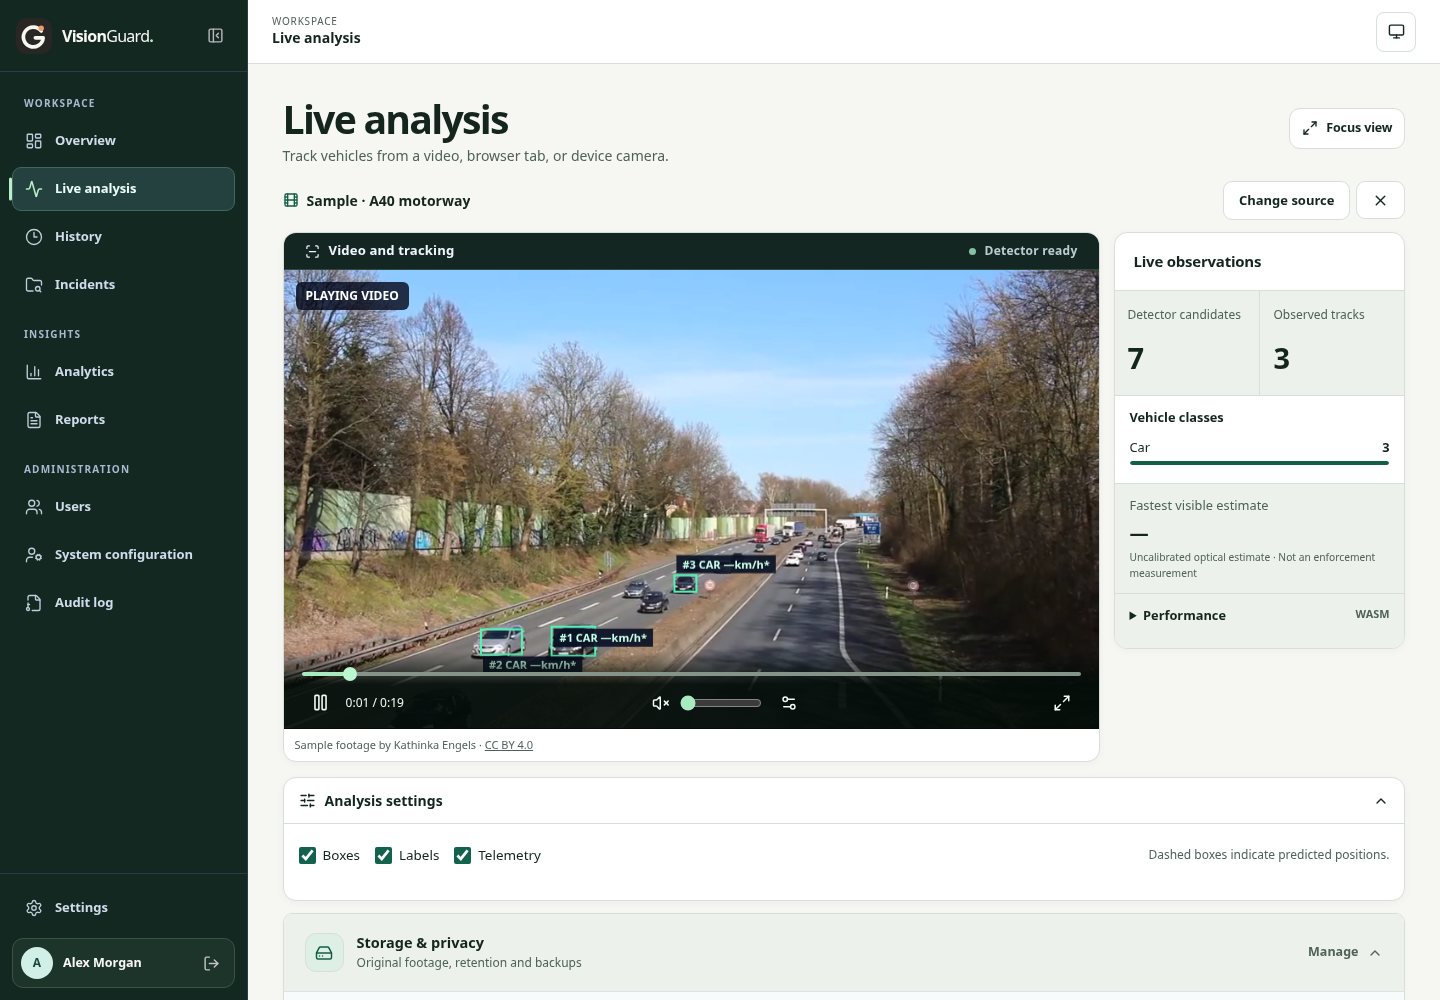 VisionGuard.
WORKSPACE
Overview
Live analysis
History
Incidents
INSIGHTS
Analytics
Reports
ADMINISTRATION
Users
System configuration
Audit log
Settings
A
Alex Morgan
WORKSPACE
Live analysis
Live analysis
Track vehicles from a video, browser tab, or device camera.
Focus view
Sample · A40 motorway
Change source
Video and tracking
Detector ready
PLAYING VIDEO
#3 CAR —km/h*
#1 CAR —km/h*
#2 CAR —km/h*
0:01 / 0:19
Sample footage by Kathinka Engels · CC BY 4.0
Live observations
Detector candidates
7
Observed tracks
3
Vehicle classes
Car 3
Fastest visible estimate
—
Uncalibrated optical estimate · Not an enforcement
measurement
Performance WASM
Analysis settings
Boxes Labels Telemetry
Dashed boxes indicate predicted positions.
Storage & privacy
Original footage, retention and backups
Manage